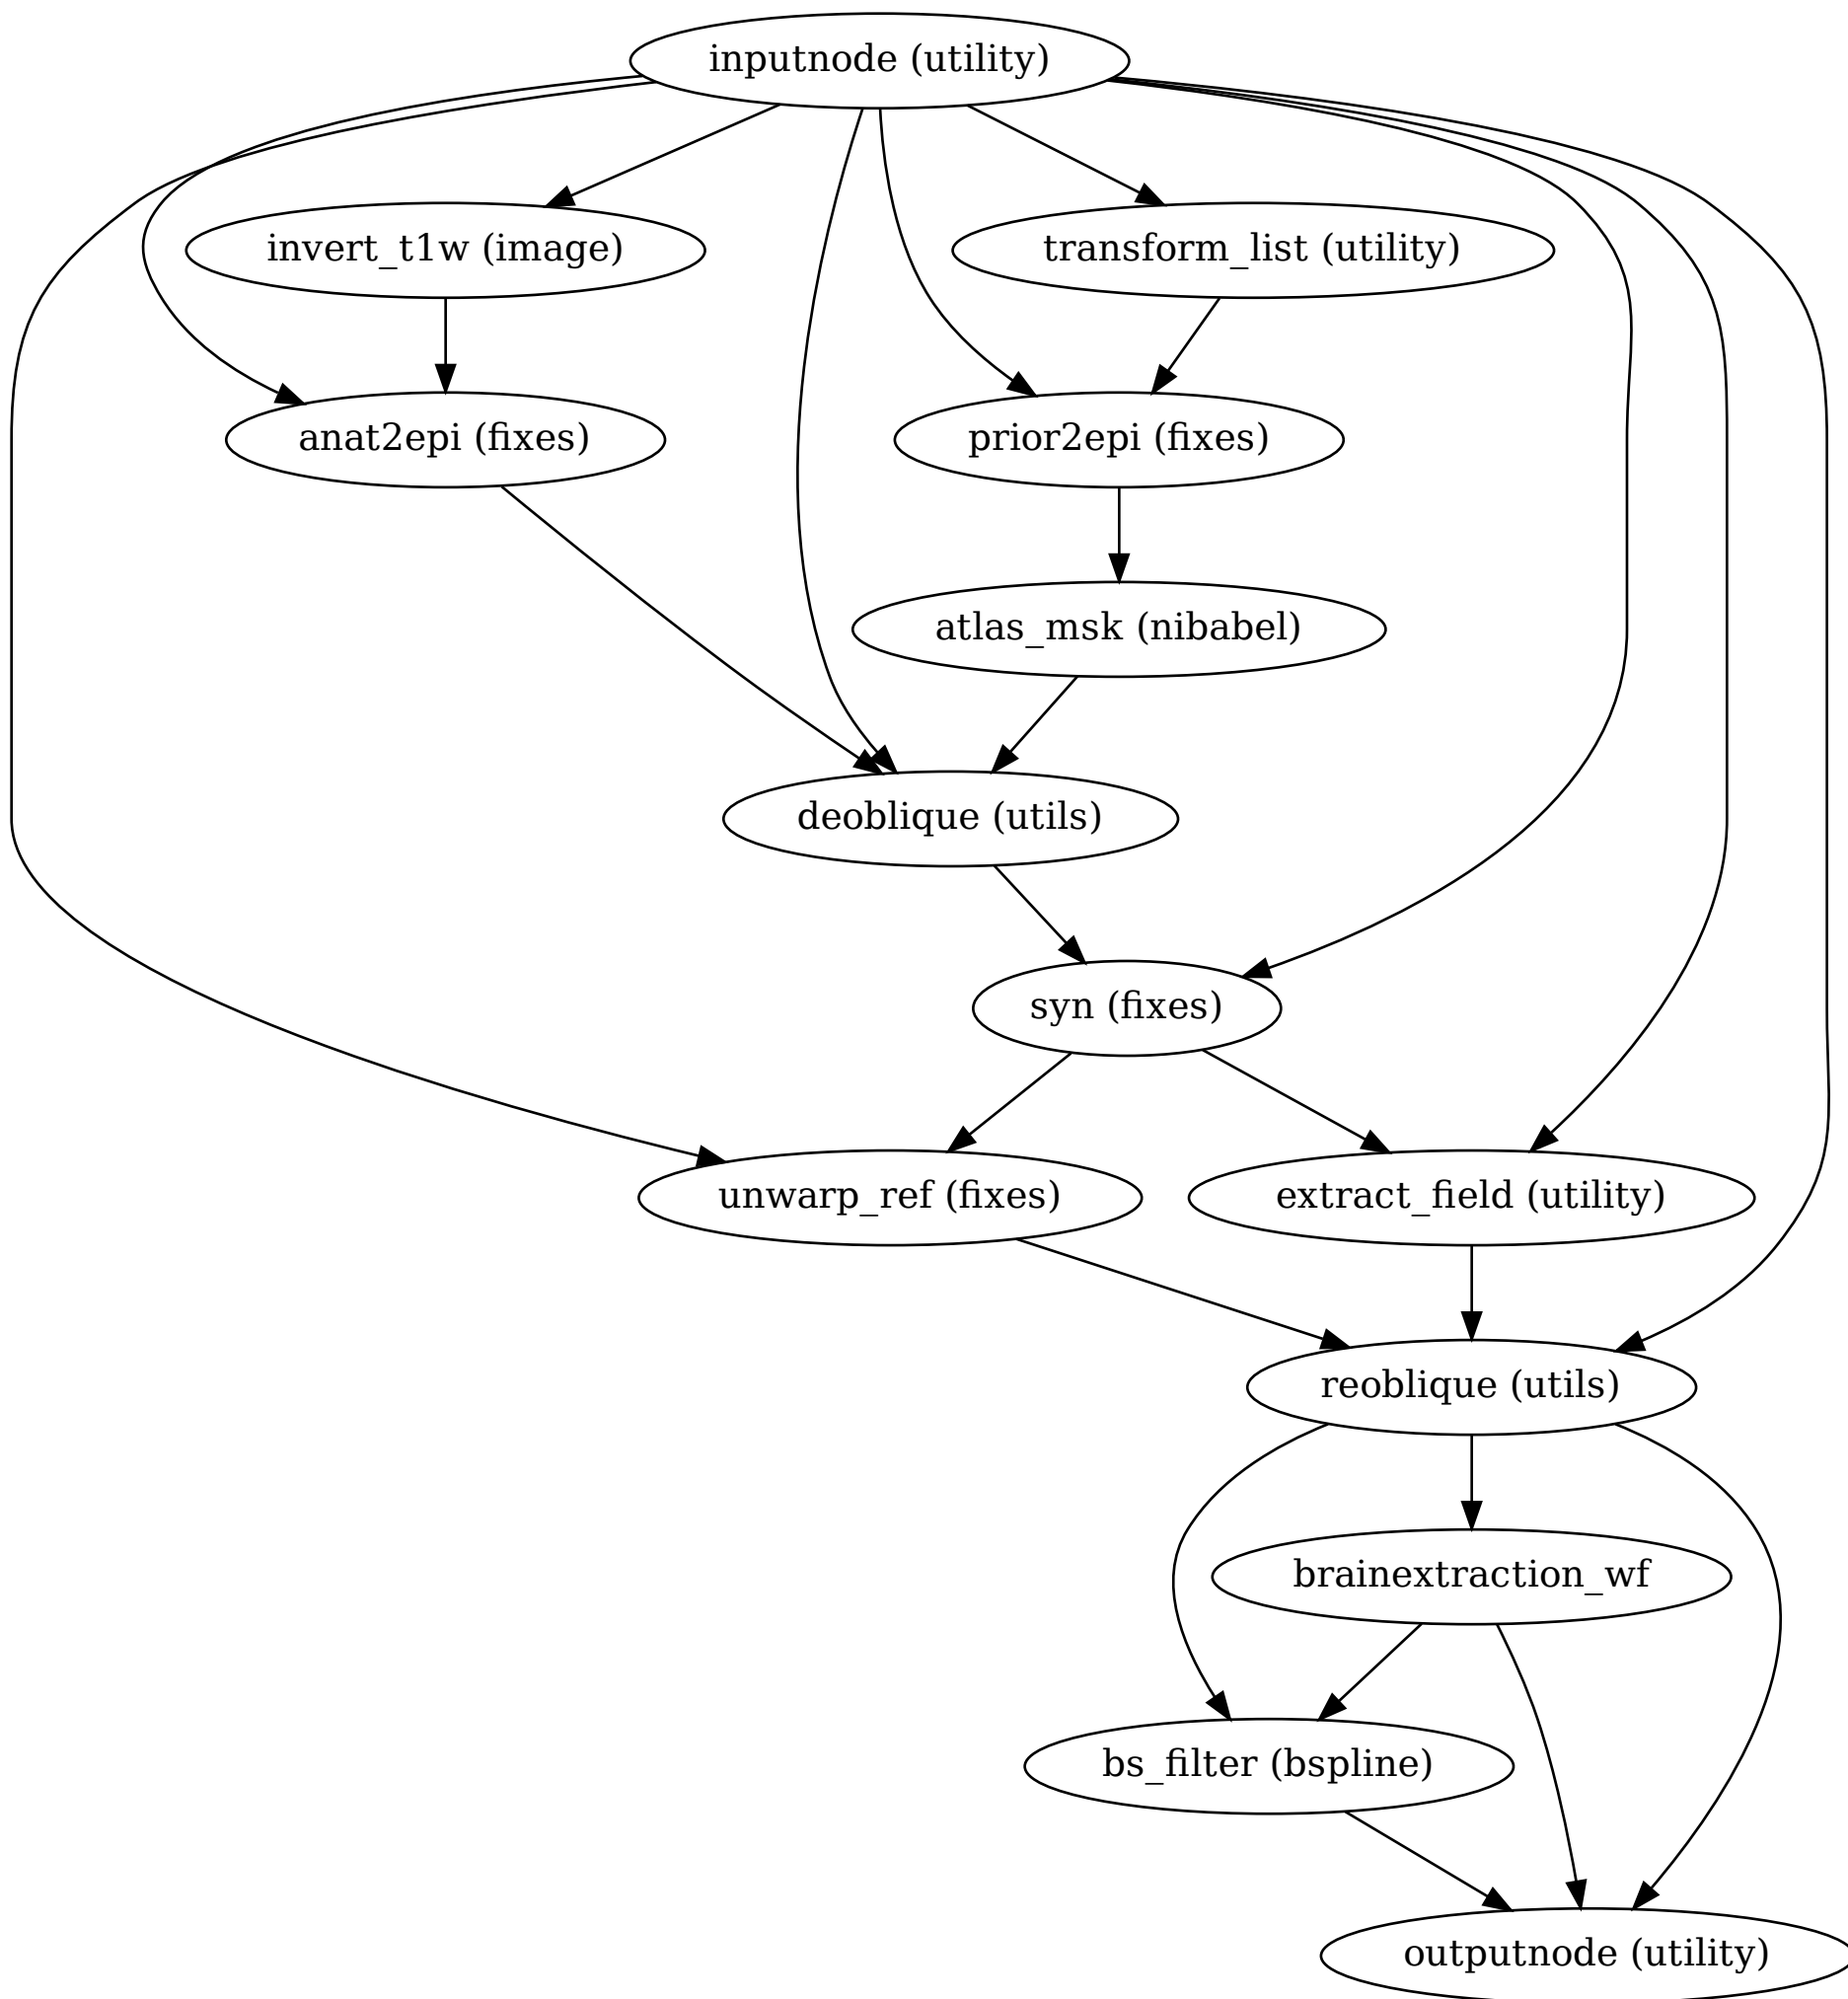 inputnode (utility)
invert_t1w (image)
transform_list (utility)
anat2epi (fixes)
prior2epi (fixes)
atlas_msk (nibabel)
deoblique (utils)
syn (fixes)
unwarp_ref (fixes)
extract_field (utility)
reoblique (utils)
brainextraction_wf
bs_filter (bspline)
outputnode (utility)